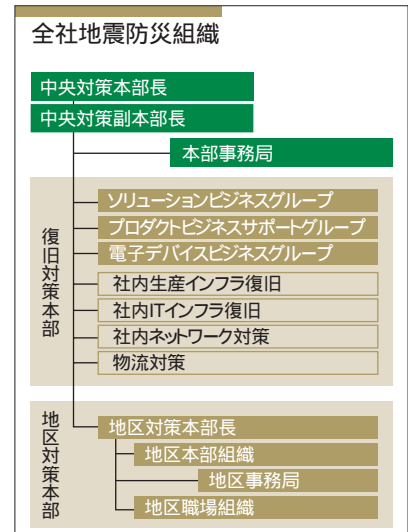 全社地震防災組織
中央対策本部長
中央対策副本部長
本部事務局
復旧対策本部
ソリューションビジネスグループ
プロダクトビジネスサポートグループ
電子デバイスビジネスグループ
社内生産インフラ復旧
社内ITインフラ復旧
社内ネットワーク対策
物流対策
地区対策本部
地区対策本部長
地区本部組織
地区事務局
地区職場組織